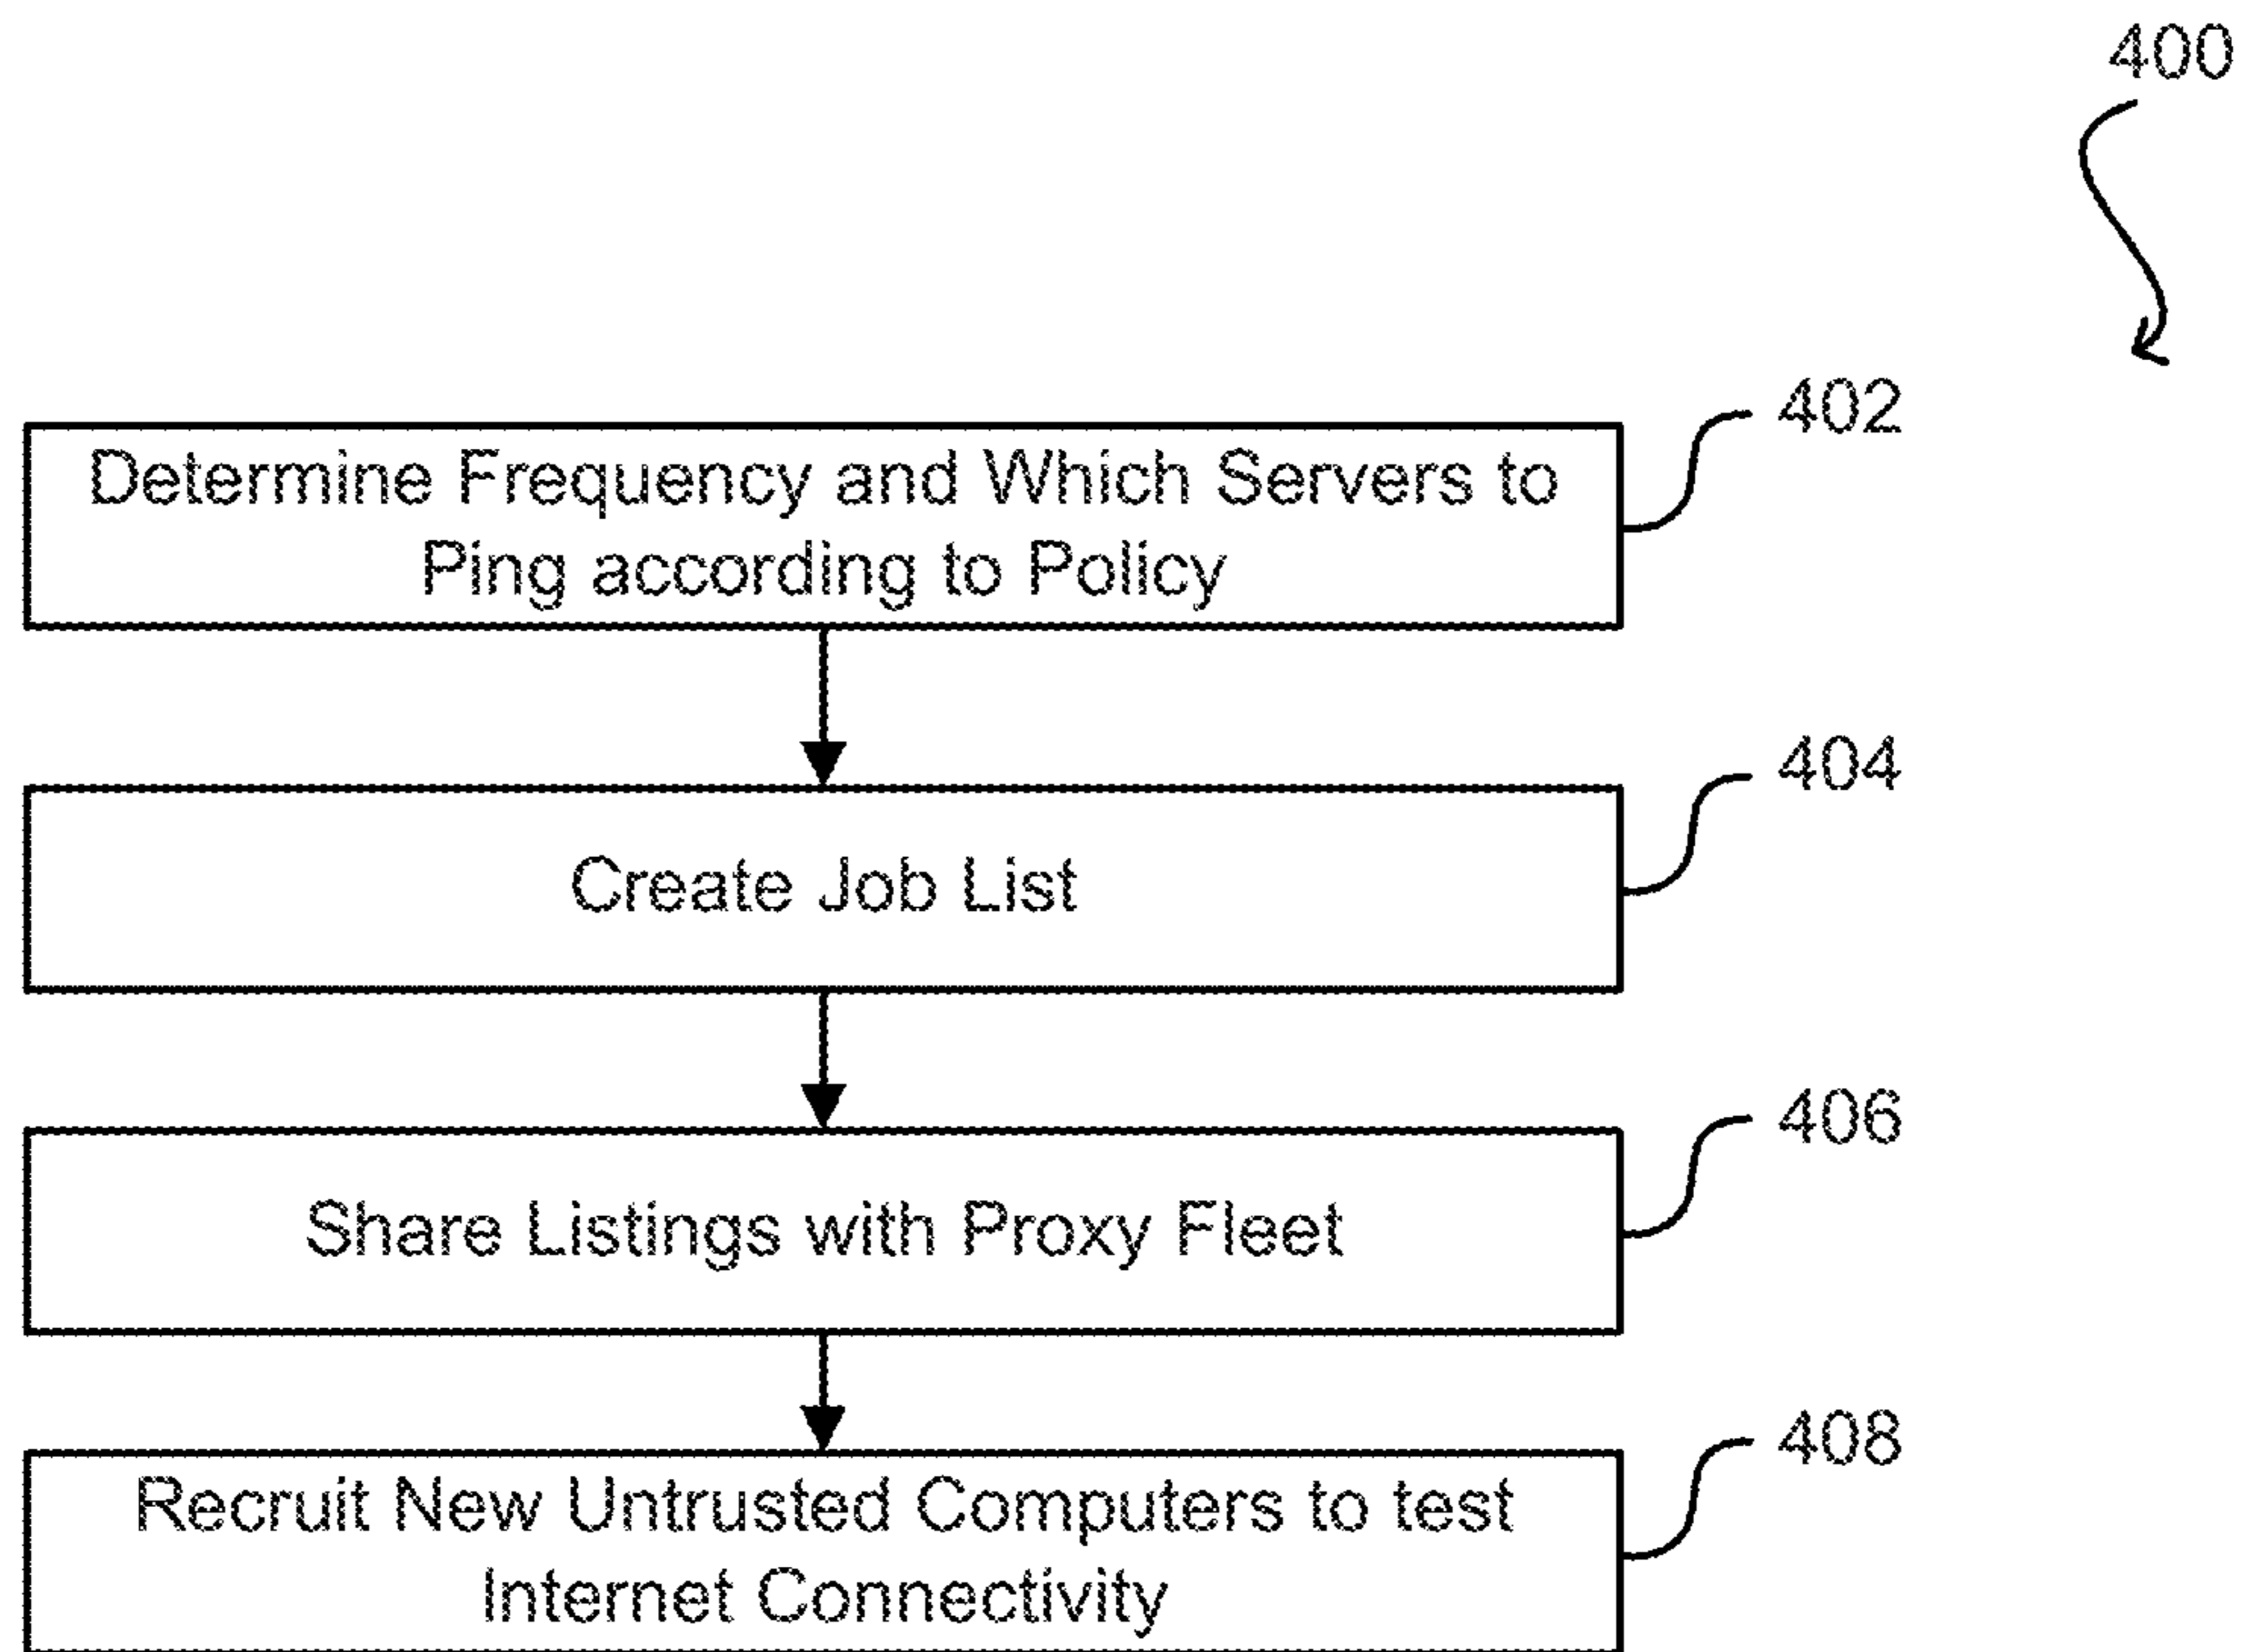 400
402
Determine Frequency and Which Servers to
Ping according to Policy
404
Create Job List
406
Share Listings with Proxy Fleet
408
Recruit New Untrusted Computers to test
Internet Connectivity